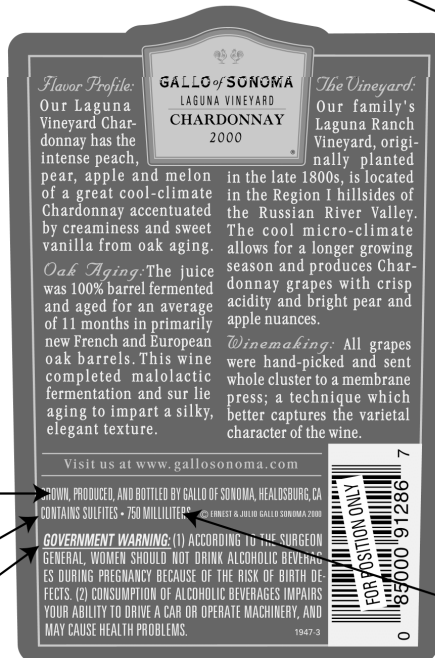 GALLO of SONOMA
LAGUNA VINEYARD
CHARDONNAY
2000
Flavor Profile:
Our Laguna
Vineyard Char-
donnay has the
intense peach,
pear, apple and melon
of a great cool-climate
Chardonnay accentuated
by creaminess and sweet
vanilla from oak aging.
Oak Aging: The juice
was 100% barrel fermented
and aged for an average
of 11 months in primarily
new French and European
oak barrels. This wine
completed malolactic
fermentation and sur lie
aging to impart a silky,
elegant texture.
The Vineyard:
Our family's
Laguna Ranch
Vineyard, origi-
nally planted
in the late 1800s, is located
in the Region I hillsides of
the Russian River Valley.
The cool micro-climate
allows for a longer growing
season and produces Char-
donnay grapes with crisp
acidity and bright pear and
apple nuances.
Winemaking: All grapes
were hand-picked and sent
whole cluster to a membrane
press; a technique which
better captures the varietal
character of the wine.
Visit us at www.gallosonoma.com
GROWN, PRODUCED, AND BOTTLED BY GALLO OF SONOMA, HEALDSBURG, CA
CONTAINS SULFITES • 750 MILLILITERS © ERNEST & JULIO GALLO SONOMA 2000
GOVERNMENT WARNING: (1) ACCORDING TO THE SURGEON
GENERAL, WOMEN SHOULD NOT DRINK ALCOHOLIC BEVERAG
ES DURING PREGNANCY BECAUSE OF THE RISK OF BIRTH DE-
FECTS. (2) CONSUMPTION OF ALCOHOLIC BEVERAGES IMPAIRS
YOUR ABILITY TO DRIVE A CAR OR OPERATE MACHINERY, AND
MAY CAUSE HEALTH PROBLEMS. 1947-3
FOR POSITION ONLY
0 85000 91286 7